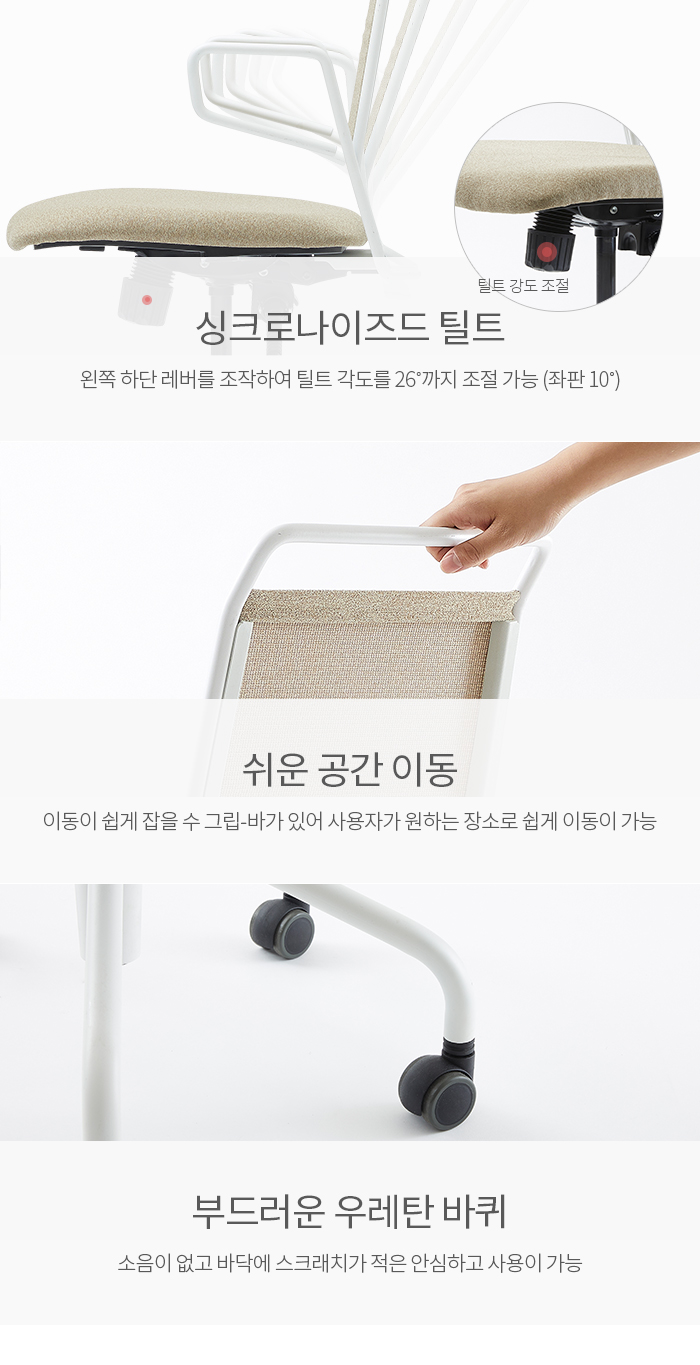 틸트 강도 조절
싱크로나이즈드 틸트
왼쪽 하단 레버를 조작하여 틸트 각도를 26°까지 조절 가능 (좌판 10°)
쉬운 공간 이동
이동이 쉽게 잡을 수 그립-바가 있어 사용자가 원하는 장소로 쉽게 이동이 가능
부드러운 우레탄 바퀴
소음이 없고 바닥에 스크래치가 적은 안심하고 사용이 가능